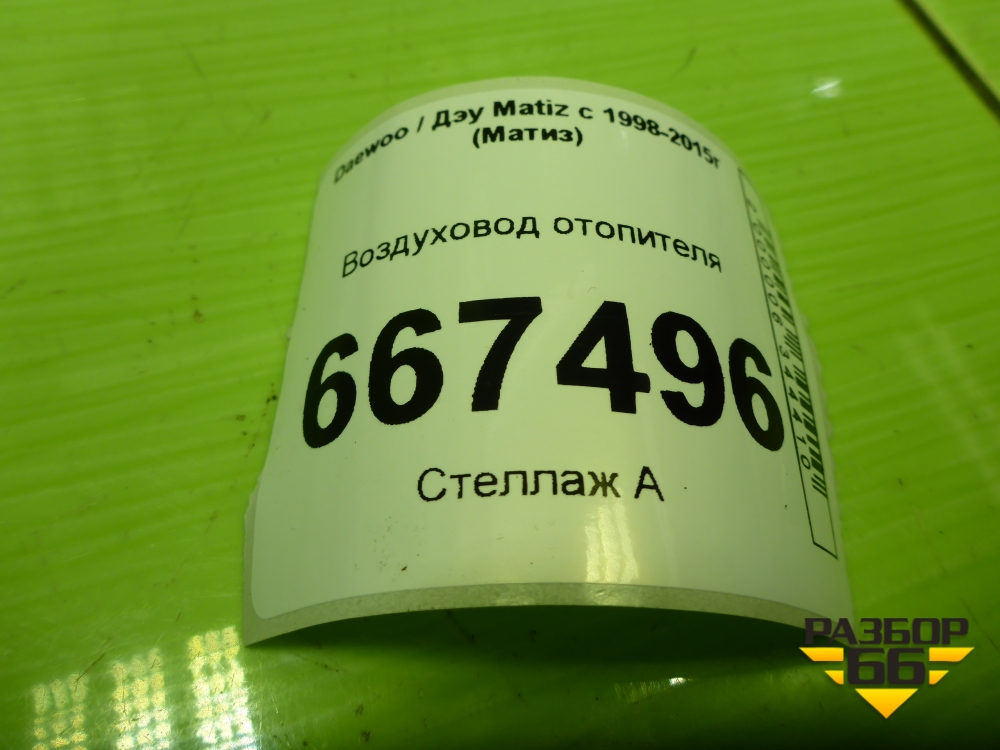 Daewoo / Дэу Matiz с 1998-2015г
(Матиз)
Воздуховод отопителя
667496
Стеллаж А
РАЗБОР
66